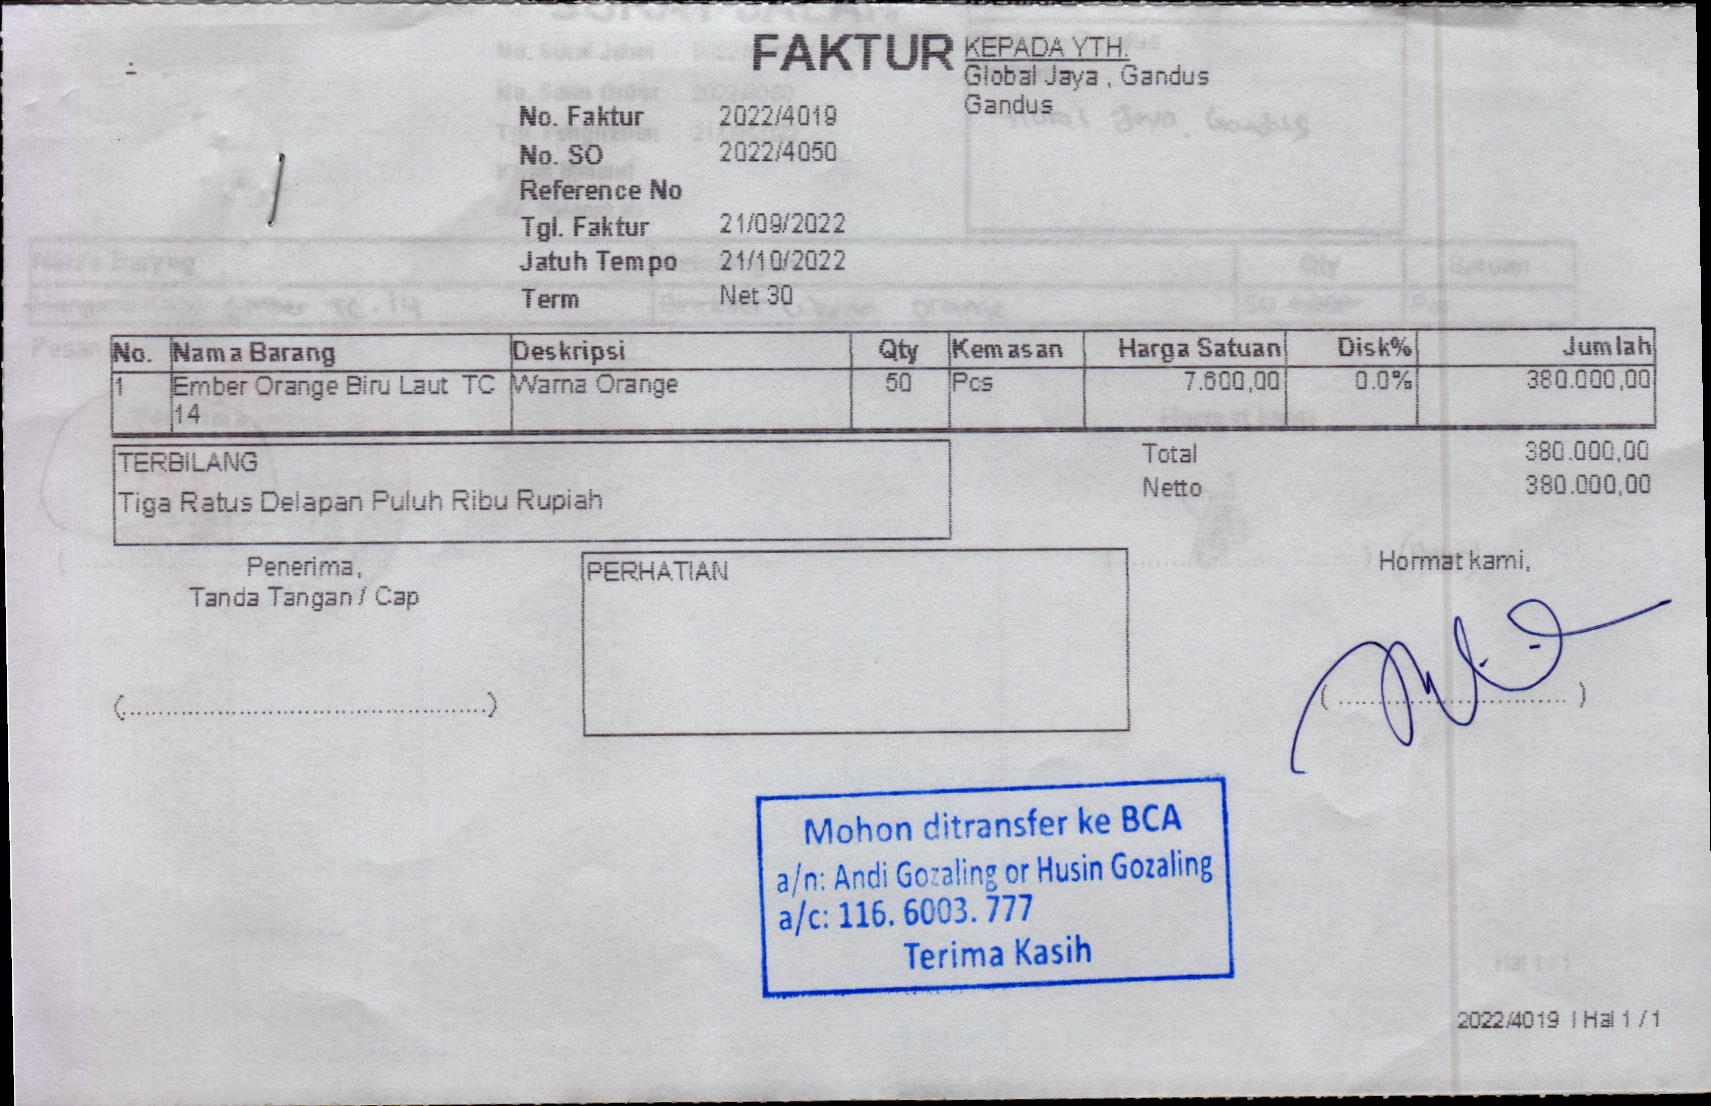 FAKTUR
KEPADA YTH.
Global Jaya , Gandus
Gandus
No. Faktur 2022/4019
No. SO 2022/4050
Reference No
Tgl. Faktur 21/09/2022
Jatuh Tempo 21/10/2022
Term Net 30
No. Nama Barang Deskripsi Qty Kemasan Harga Satuan Disk% Jumlah
1 Ember Orange Biru Laut TC Warna Orange 50 Pcs 7.600,00 0.0% 380.000,00
14
TERBILANG
Tiga Ratus Delapan Puluh Ribu Rupiah
Total 380.000,00
Netto 380.000,00
Penerima,
Tanda Tangan / Cap
PERHATIAN
Hormat kami,
(................................................)
( ................................ )
Mohon ditransfer ke BCA
a/n: Andi Gozaling or Husin Gozaling
a/c: 116. 6003. 777
Terima Kasih
2022/4019 | Hal 1 / 1